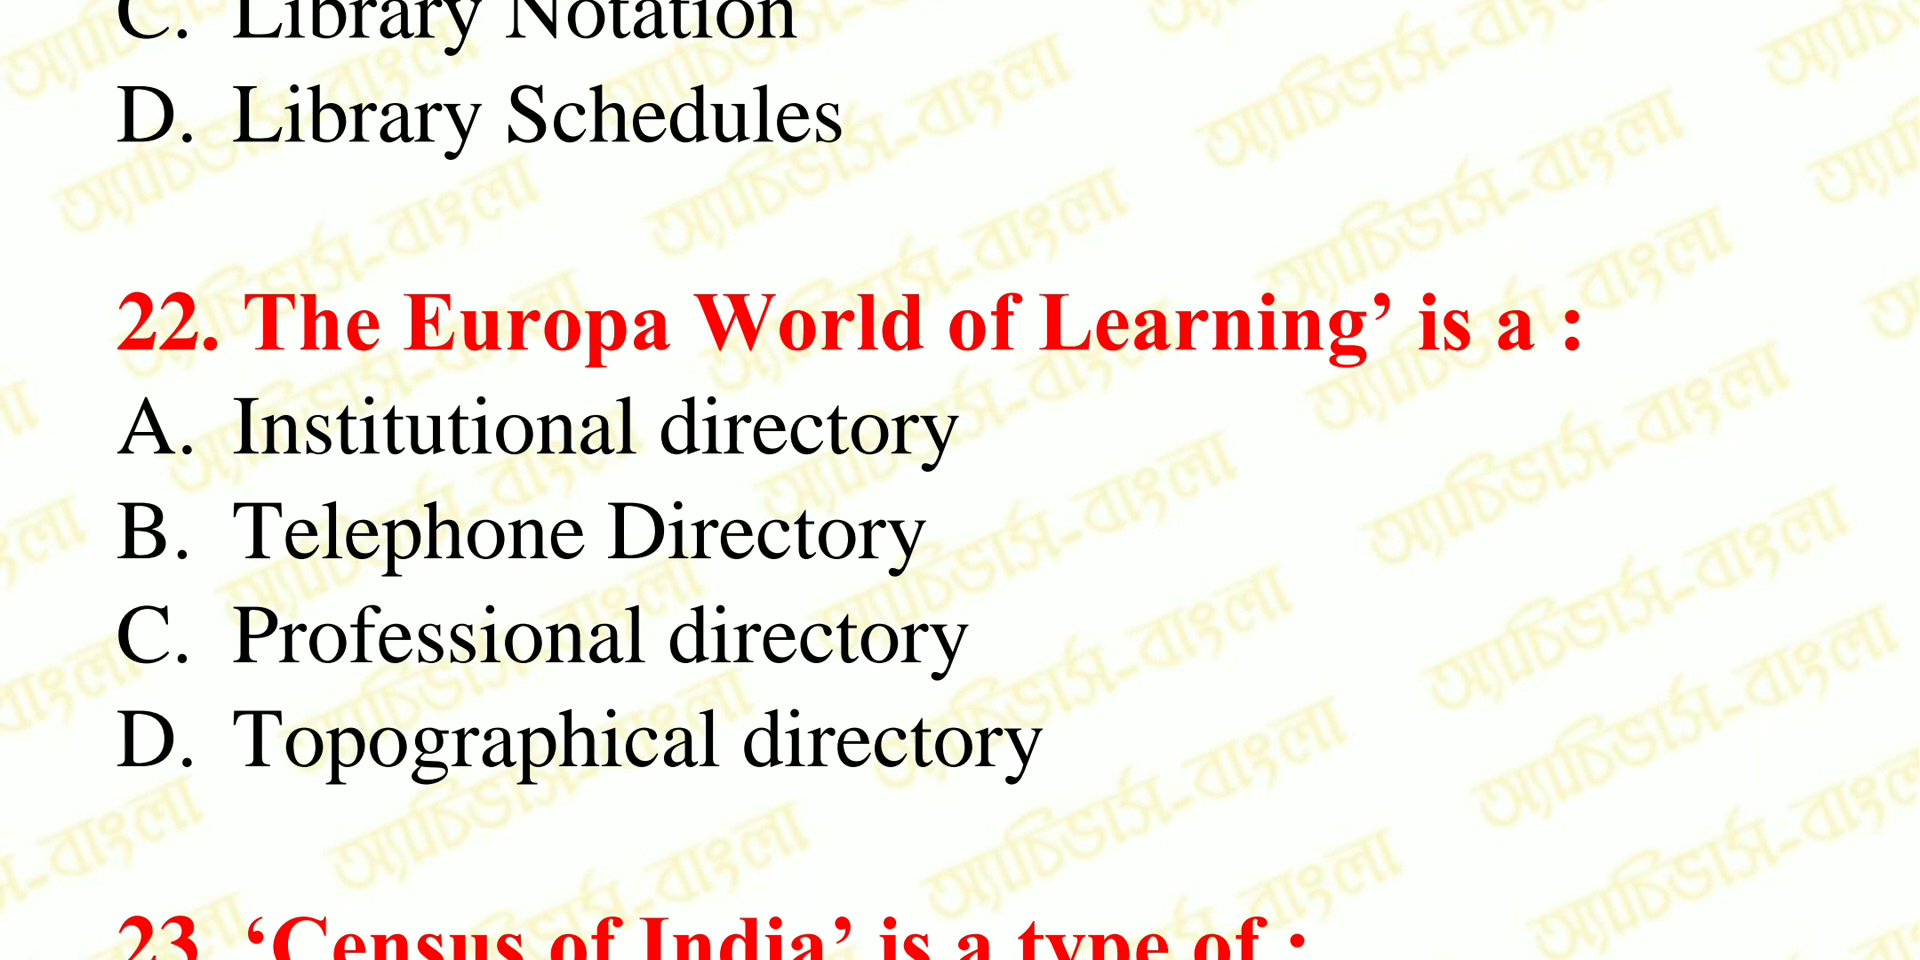 C. Library Notation
D. Library Schedules
22. The Europa World of Learning’ is a :
A. Institutional directory
B. Telephone Directory
C. Professional directory
D. Topographical directory
23. ‘Census of India’ is a type of :